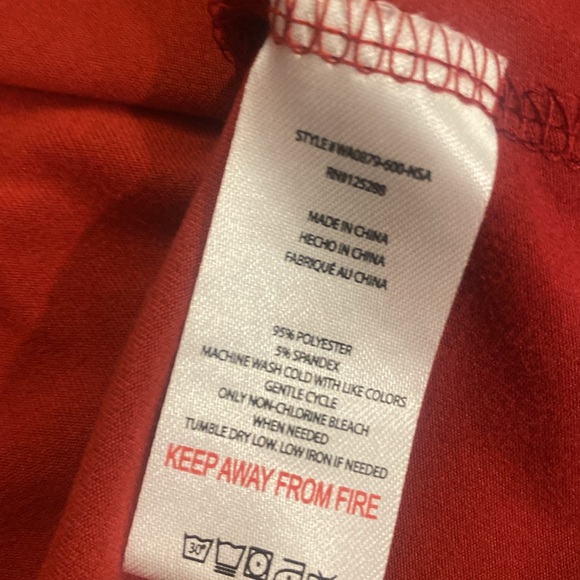 STYLE#WA0879-600-NSA
RN#125288
MADE IN CHINA
HECHO IN CHINA
FABRIQUÉ AU CHINA
95% POLYESTER
5% SPANDEX
MACHINE WASH COLD WITH LIKE COLORS
GENTLE CYCLE
ONLY NON-CHLORINE BLEACH
WHEN NEEDED
TUMBLE DRY LOW, LOW IRON IF NEEDED
KEEP AWAY FROM FIRE
30°